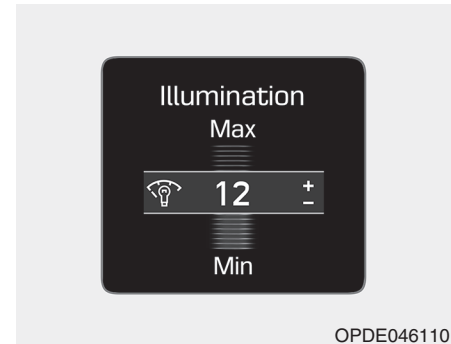 Illumination
Max
12 +
−
Min
OPDE046110